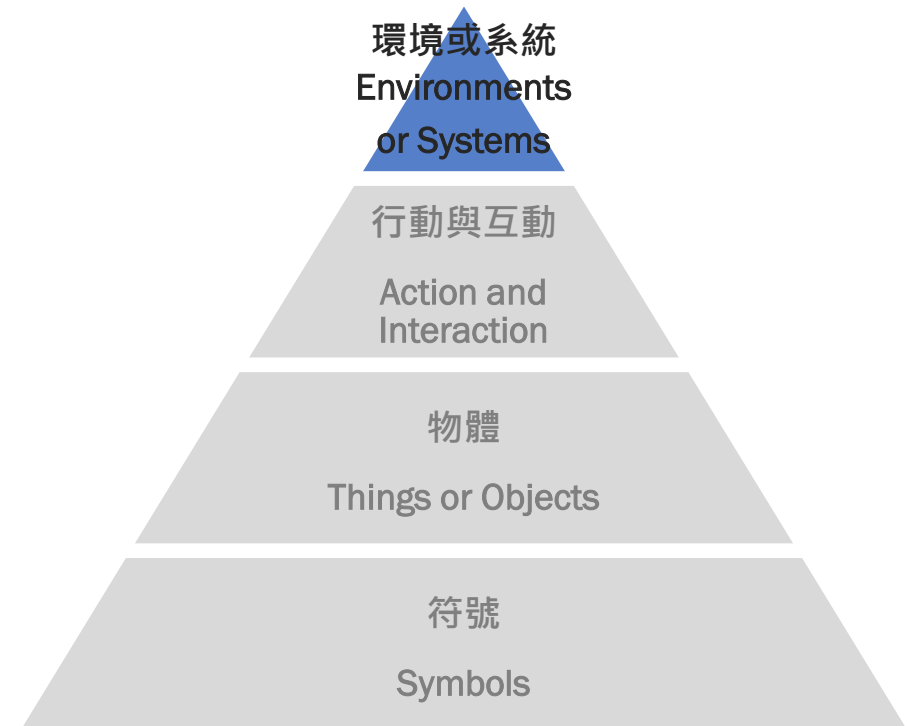 環境或系統
Environments
or Systems
行動與互動
Action and
Interaction
物體
Things or Objects
符號
Symbols